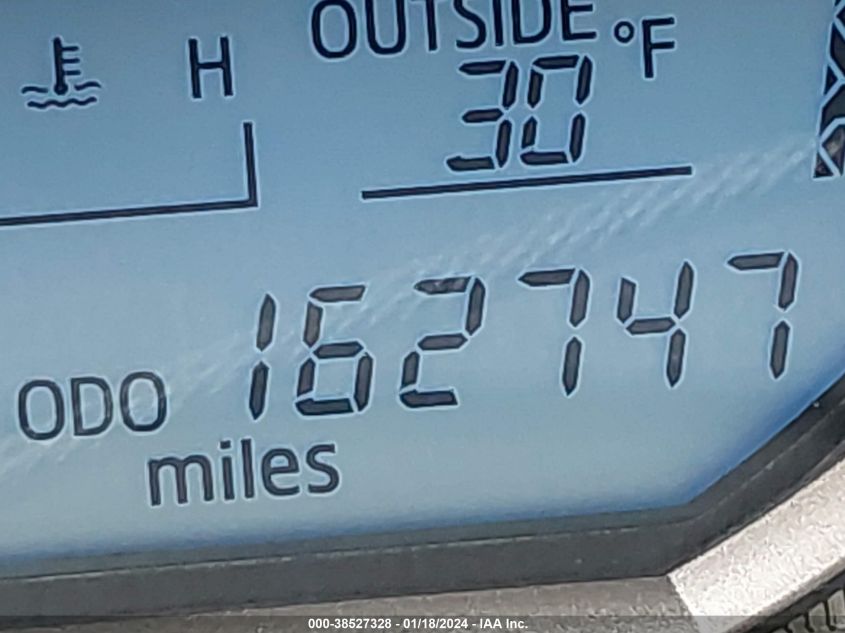 OUTSIDE
H
30 °F
ODO 162747
miles
000-38527328 - 01/18/2024 - IAA Inc.